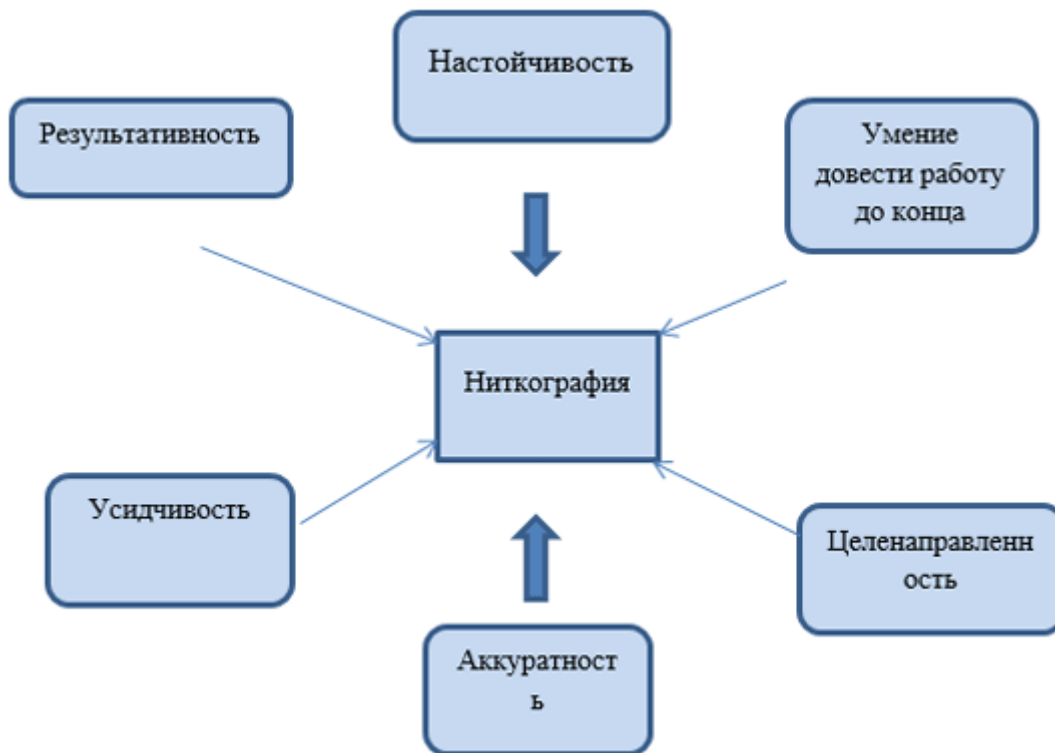 Настойчивость
Результативность
Умение
довести работу
до конца
Ниткография
Усидчивость
Целенаправленн
ость
Аккуратност
ь